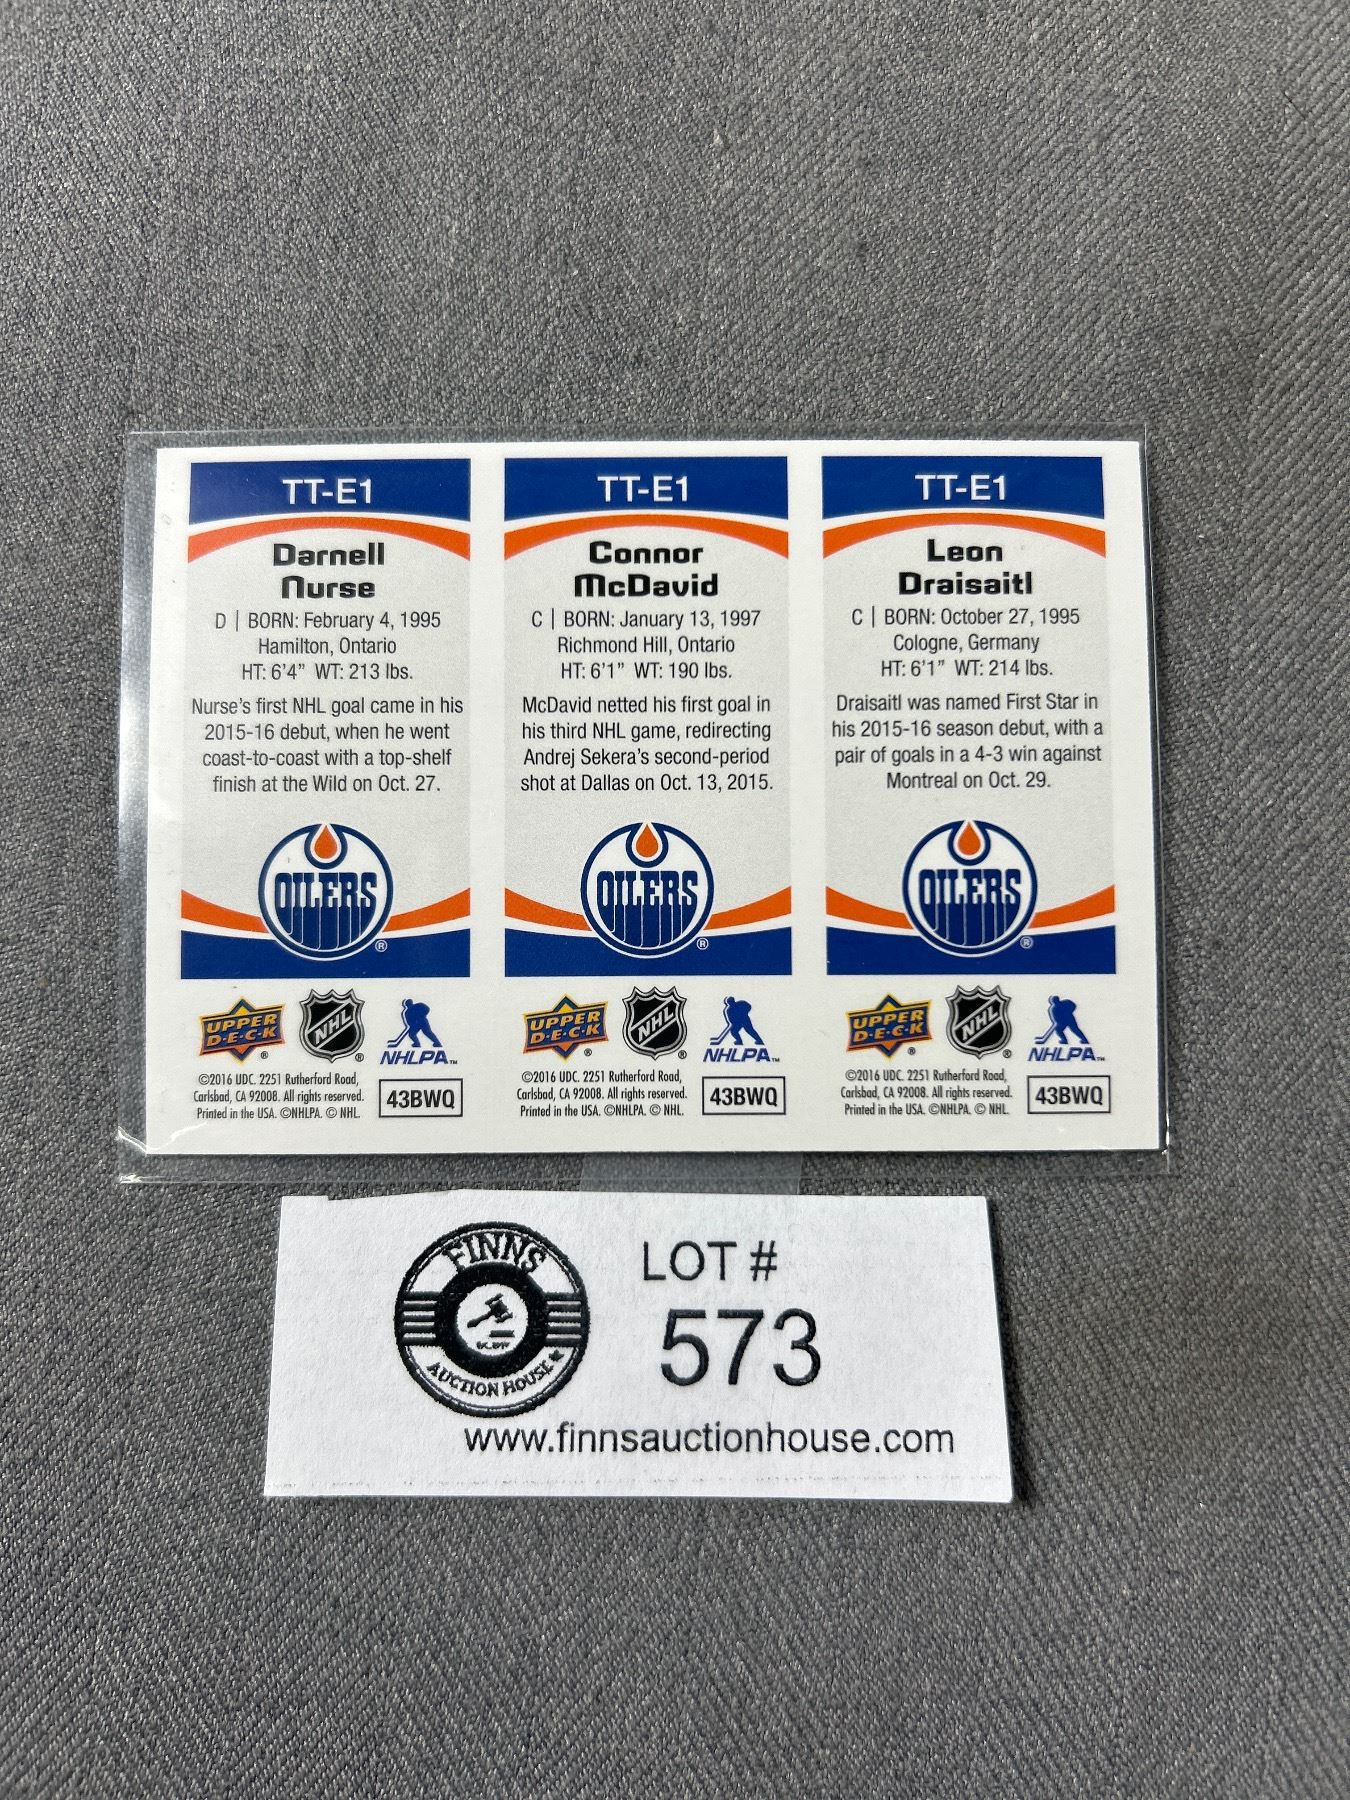 TT-E1
Darnell
Nurse
D | BORN: February 4, 1995
Hamilton, Ontario
HT: 6'4" WT: 213 lbs.
Nurse's first NHL goal came in his
2015-16 debut, when he went
coast-to-coast with a top-shelf
finish at the Wild on Oct. 27.
OILERS
®
UPPER
D·E·C·K
®
NHL
®
NHLPA™
©2016 UDC. 2251 Rutherford Road,
Carlsbad, CA 92008. All rights reserved.
Printed in the USA. ©NHLPA. © NHL.
43BWQ
TT-E1
Connor
McDavid
C | BORN: January 13, 1997
Richmond Hill, Ontario
HT: 6'1" WT: 190 lbs.
McDavid netted his first goal in
his third NHL game, redirecting
Andrej Sekera's second-period
shot at Dallas on Oct. 13, 2015.
OILERS
®
UPPER
D·E·C·K
®
NHL
®
NHLPA™
©2016 UDC. 2251 Rutherford Road,
Carlsbad, CA 92008. All rights reserved.
Printed in the USA. ©NHLPA. © NHL.
43BWQ
TT-E1
Leon
Draisaitl
C | BORN: October 27, 1995
Cologne, Germany
HT: 6'1" WT: 214 lbs.
Draisaitl was named First Star in
his 2015-16 season debut, with a
pair of goals in a 4-3 win against
Montreal on Oct. 29.
OILERS
®
UPPER
D·E·C·K
®
NHL
®
NHLPA™
©2016 UDC. 2251 Rutherford Road,
Carlsbad, CA 92008. All rights reserved.
Printed in the USA. ©NHLPA. © NHL.
43BWQ
FINNS
AUCTION HOUSE
LOT #
573
www.finnsauctionhouse.com